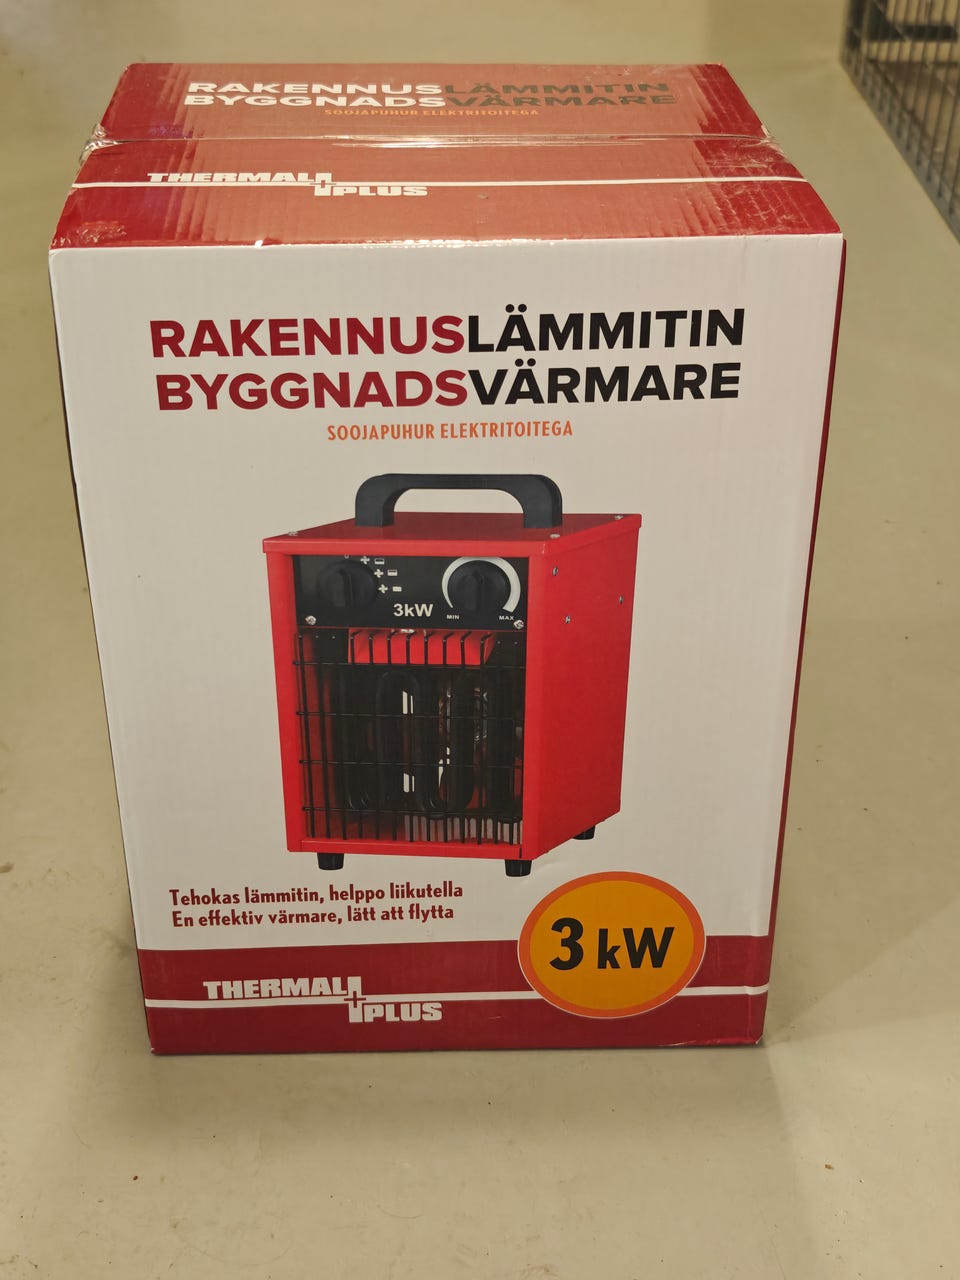 RAKENNUSLÄMMITIN
BYGGNADSVÄRMARE
SOOJAPUHUR ELEKTRITOITEGA
THERMAL
PLUS
RAKENNUSLÄMMITIN
BYGGNADSVÄRMARE
SOOJAPUHUR ELEKTRITOITEGA
3kW
MIN
MAX
Tehokas lämmitin, helppo liikutella
En effektiv värmare, lätt att flytta
3 kW
THERMAL
PLUS